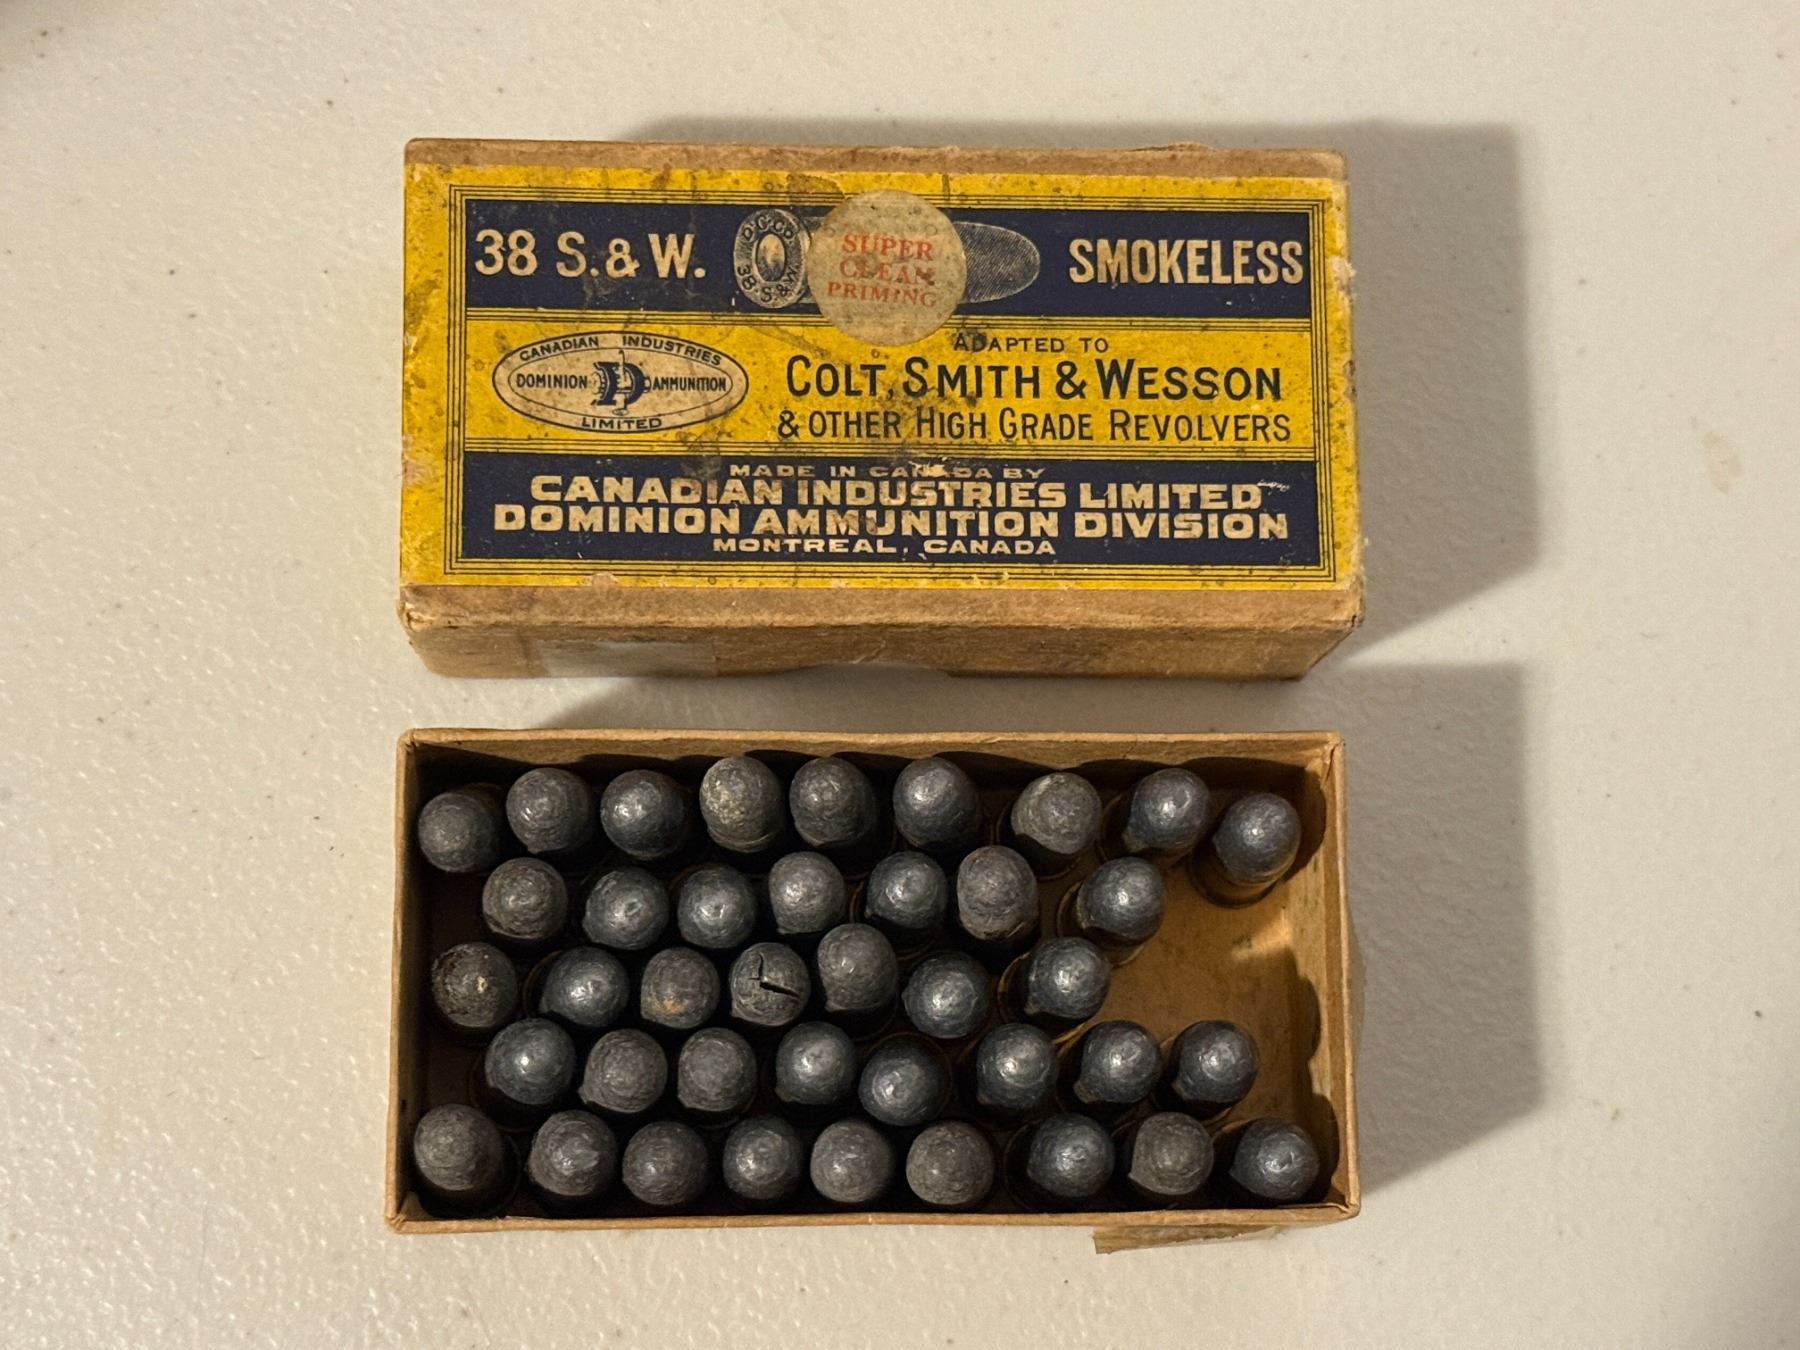 38 S. & W.
D.C.CO.
38 S.&W.
SUPER
CLEAN
PRIMING
SMOKELESS
CANADIAN INDUSTRIES
DOMINION D AMMUNITION
LIMITED
ADAPTED TO
COLT, SMITH & WESSON
& OTHER HIGH GRADE REVOLVERS
MADE IN CANADA BY
CANADIAN INDUSTRIES LIMITED
DOMINION AMMUNITION DIVISION
MONTREAL, CANADA